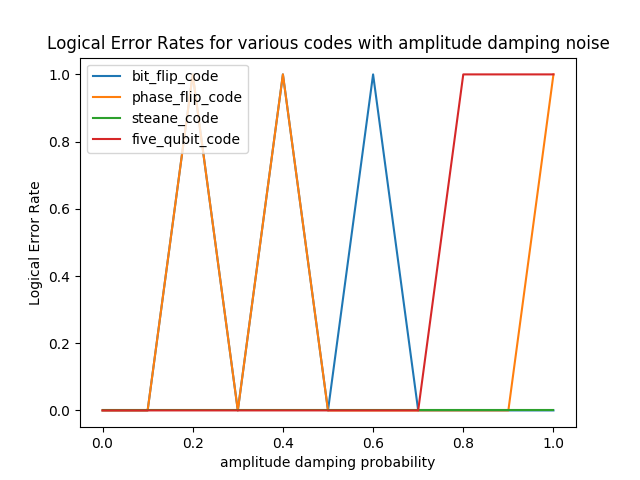 Logical Error Rates for various codes with amplitude damping noise
bit_flip_code
phase_flip_code
steane_code
five_qubit_code
Logical Error Rate
1.0
0.8
0.6
0.4
0.2
0.0
0.0 0.2 0.4 0.6 0.8 1.0
amplitude damping probability